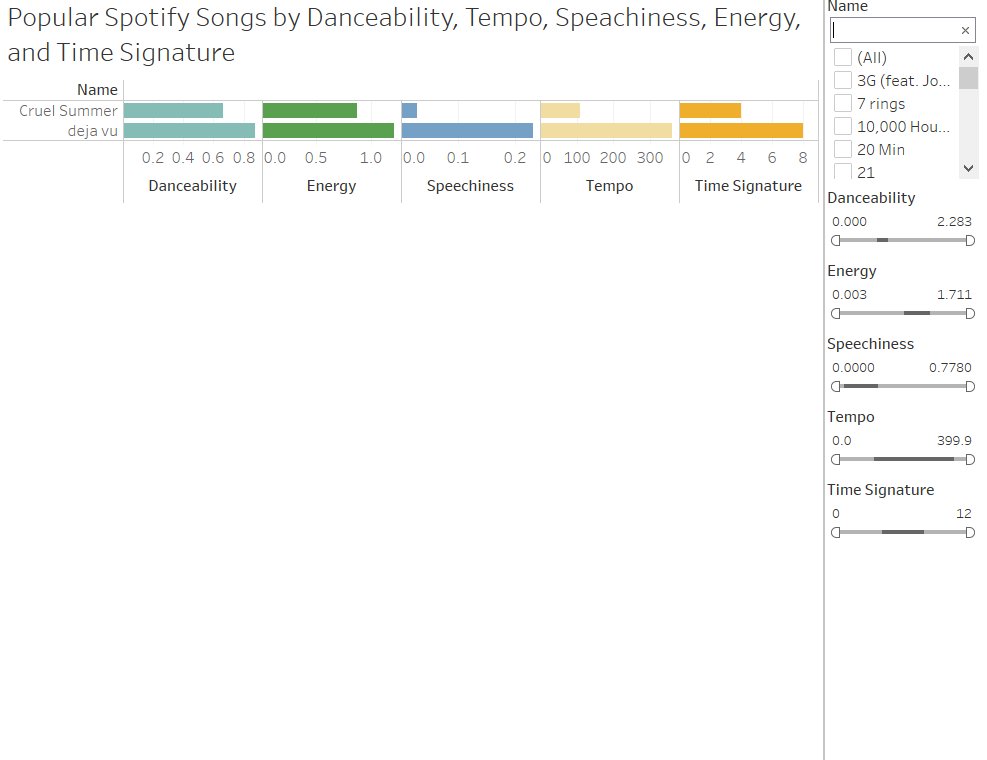 Popular Spotify Songs by Danceability, Tempo, Speachiness, Energy,
and Time Signature
Name
Cruel Summer
deja vu
0.2 0.4 0.6 0.8 0.0 0.5 1.0 0.0 0.1 0.2 0 100 200 300 0 2 4 6 8
Danceability Energy Speechiness Tempo Time Signature
Name
(All)
3G (feat. Jo...
7 rings
10,000 Hou...
20 Min
21
Danceability
0.000 2.283
Energy
0.003 1.711
Speechiness
0.0000 0.7780
Tempo
0.0 399.9
Time Signature
0 12